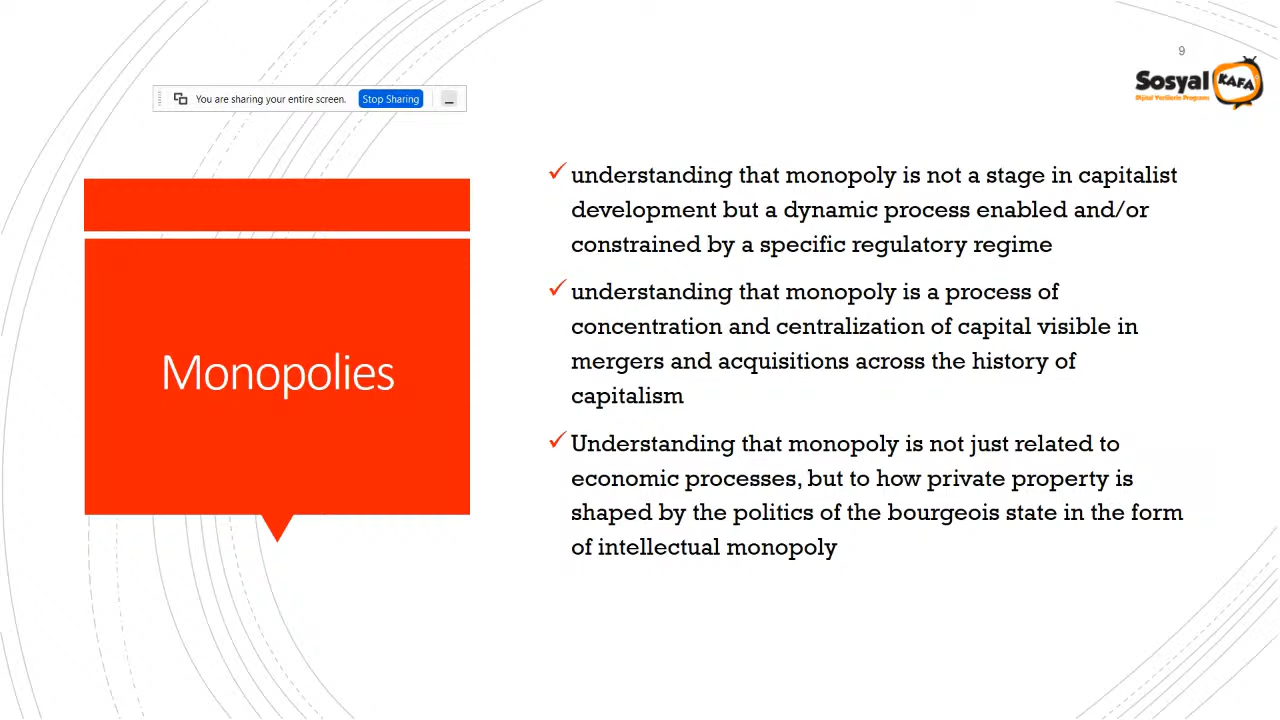 9
Sosyal KAFA
Dijital Vatandaşlık Programı
You are sharing your entire screen. Stop Sharing
Monopolies
understanding that monopoly is not a stage in capitalist
development but a dynamic process enabled and/or
constrained by a specific regulatory regime
understanding that monopoly is a process of
concentration and centralization of capital visible in
mergers and acquisitions across the history of
capitalism
Understanding that monopoly is not just related to
economic processes, but to how private property is
shaped by the politics of the bourgeois state in the form
of intellectual monopoly